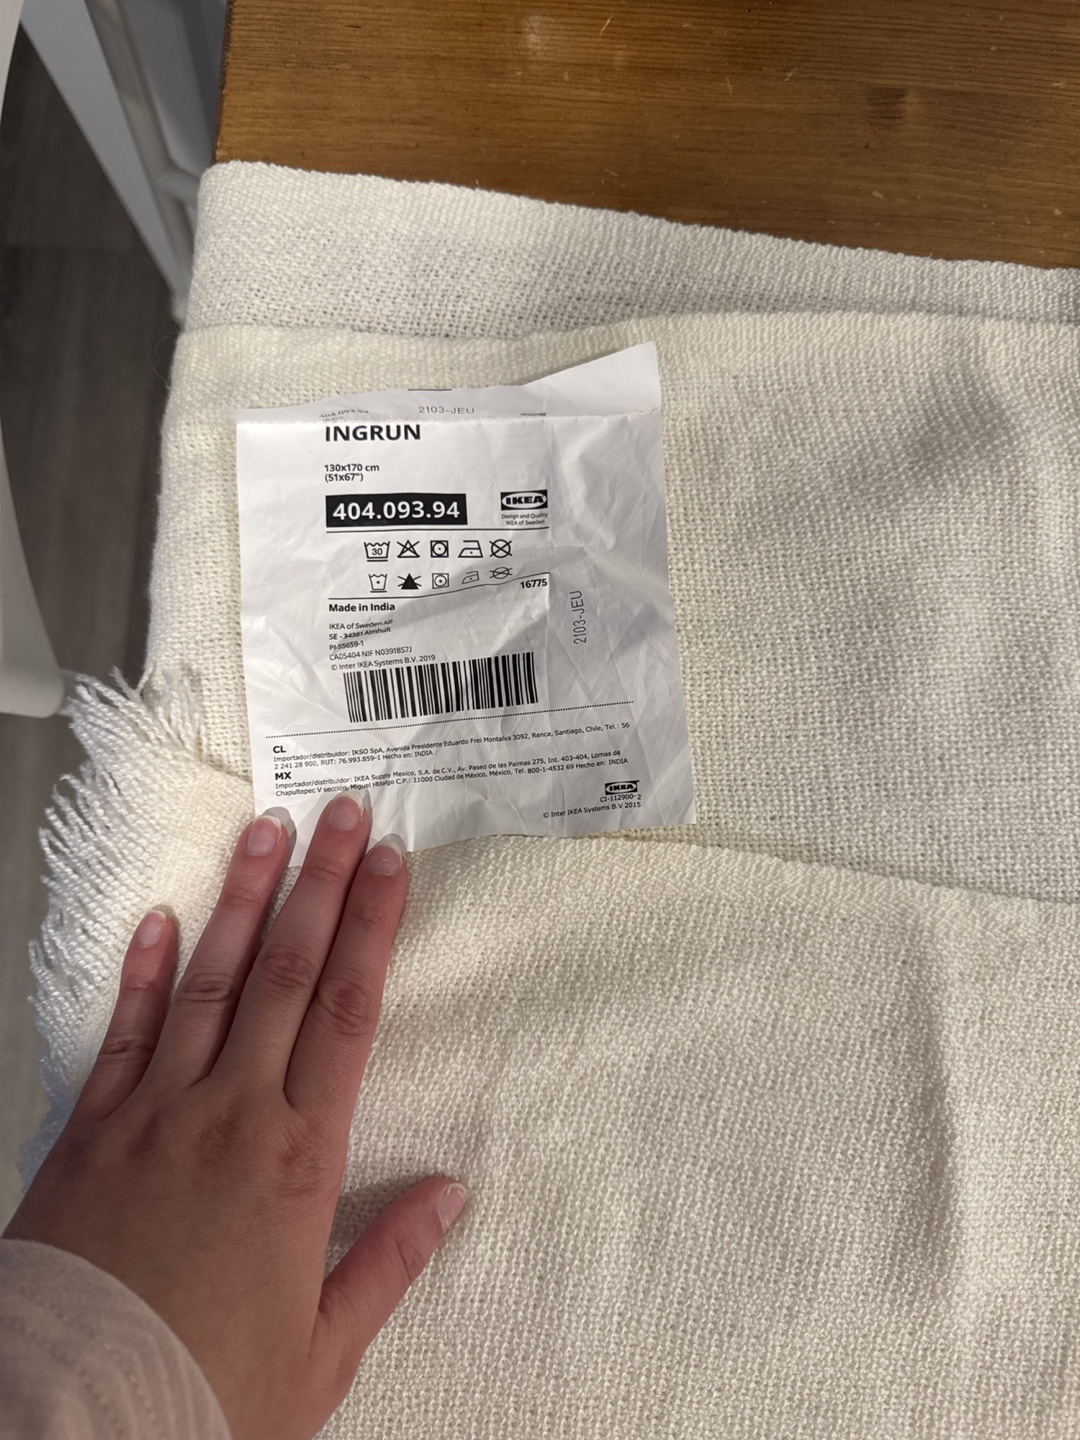 404.093.94
2103-JEU
INGRUN
130x170 cm
(51x67")
404.093.94
IKEA
Design and Quality
IKEA of Sweden
30
16775
2103-JEU
Made in India
IKEA of Sweden AB
SE - 34381 Älmhult
PI-55659-1
CA05404 NIF N0391857J
© Inter IKEA Systems B.V. 2019
CL
Importador/distribuidor: IKSO SpA, Avenida Presidente Eduardo Frei Montalva 3092, Renca, Santiago, Chile, Tel.: 56
2 241 28 900, RUT: 76.993.859-1 Hecho en: INDIA
MX
Importador/distribuidor: IKEA Supply Mexico, S.A. de C.V., Av. Paseo de las Palmas 275, Int. 403-404, Lomas de
Chapultepec V sección, Miguel Hidalgo C.P.: 11000 Ciudad de México, México, Tel. 800-1-4532 69 Hecho en: INDIA
IKEA
CI-112900-2
© Inter IKEA Systems B.V 2015